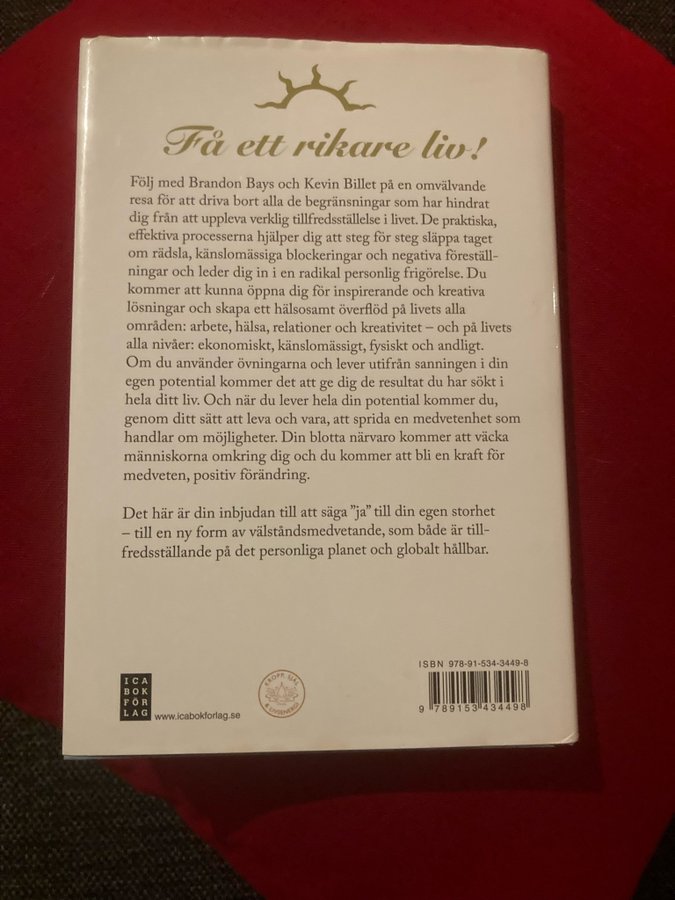 Få ett rikare liv!
Följ med Brandon Bays och Kevin Billet på en omvälvande
resa för att driva bort alla de begränsningar som har hindrat
dig från att uppleva verklig tillfredsställelse i livet. De praktiska,
effektiva processerna hjälper dig att steg för steg släppa taget
om rädsla, känslomässiga blockeringar och negativa föreställ-
ningar och leder dig in i en radikal personlig frigörelse. Du
kommer att kunna öppna dig för inspirerande och kreativa
lösningar och skapa ett hälsosamt överflöd på livets alla
områden: arbete, hälsa, relationer och kreativitet – och på livets
alla nivåer: ekonomiskt, känslomässigt, fysiskt och andligt.
Om du använder övningarna och lever utifrån sanningen i din
egen potential kommer det att ge dig de resultat du har sökt i
hela ditt liv. Och när du lever hela din potential kommer du,
genom ditt sätt att leva och vara, att sprida en medvetenhet som
handlar om möjligheter. Din blotta närvaro kommer att väcka
människorna omkring dig och du kommer att bli en kraft för
medveten, positiv förändring.
Det här är din inbjudan till att säga ”ja” till din egen storhet
– till en ny form av välståndsmedvetande, som både är till-
fredsställande på det personliga planet och globalt hållbar.
ICA
BOK
FÖR
LAG
www.icabokforlag.se
KROPP, SJÄL
& LIVSENERGI
ISBN 978-91-534-3449-8
9 789153 434498